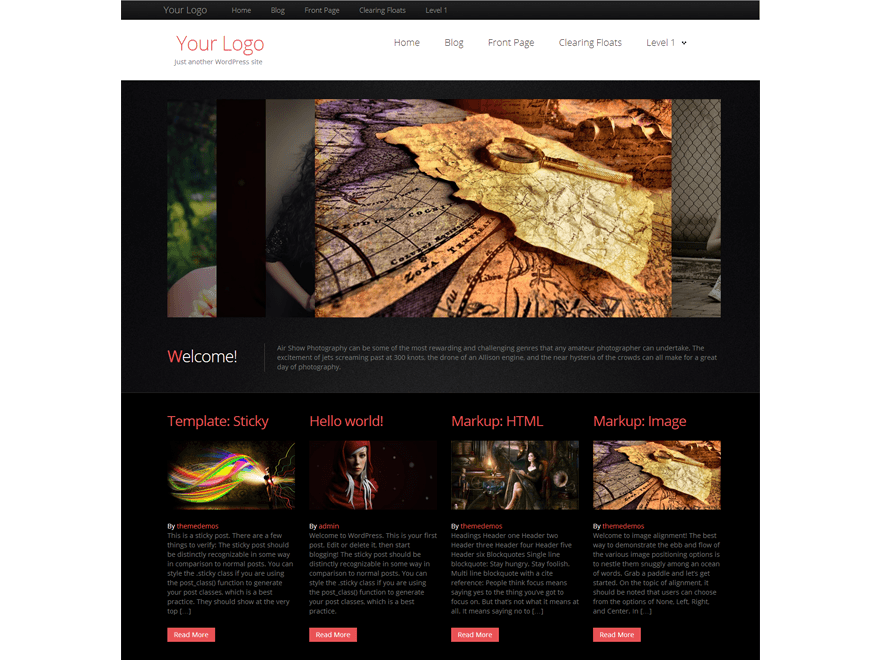 Your Logo Home Blog Front Page Clearing Floats Level 1
Your Logo
Just another WordPress site
Home Blog Front Page Clearing Floats Level 1
Welcome!
Air Show Photography can be some of the most rewarding and challenging genres that any amateur photographer can undertake. The
excitement of jets screaming past at 300 knots, the drone of an Allison engine, and the near hysteria of the crowds can all make for a great
day of photography.
Template: Sticky
By themedemos
This is a sticky post. There are a few
things to verify: The sticky post should
be distinctly recognizable in some way
in comparison to normal posts. You can
style the .sticky class if you are using
the post_class() function to generate
your post classes, which is a best
practice. They should show at the very
top […]
Read More
Hello world!
By admin
Welcome to WordPress. This is your first
post. Edit or delete it, then start
blogging! The sticky post should be
distinctly recognizable in some way in
comparison to normal posts. You can
style the .sticky class if you are using
the post_class() function to generate
your post classes, which is a best
practice.
Read More
Markup: HTML
By themedemos
Headings Header one Header two
Header three Header four Header five
Header six Blockquotes Single line
blockquote: Stay hungry. Stay foolish.
Multi line blockquote with a cite
reference: People think focus means
saying yes to the thing you've got to
focus on. But that's not what it means at
all. It means saying no to […]
Read More
Markup: Image
By themedemos
Welcome to image alignment! The best
way to demonstrate the ebb and flow of
the various image positioning options is
to nestle them snuggly among an ocean
of words. Grab a paddle and let's get
started. On the topic of alignment, it
should be noted that users can choose
from the options of None, Left, Right,
and Center. In […]
Read More